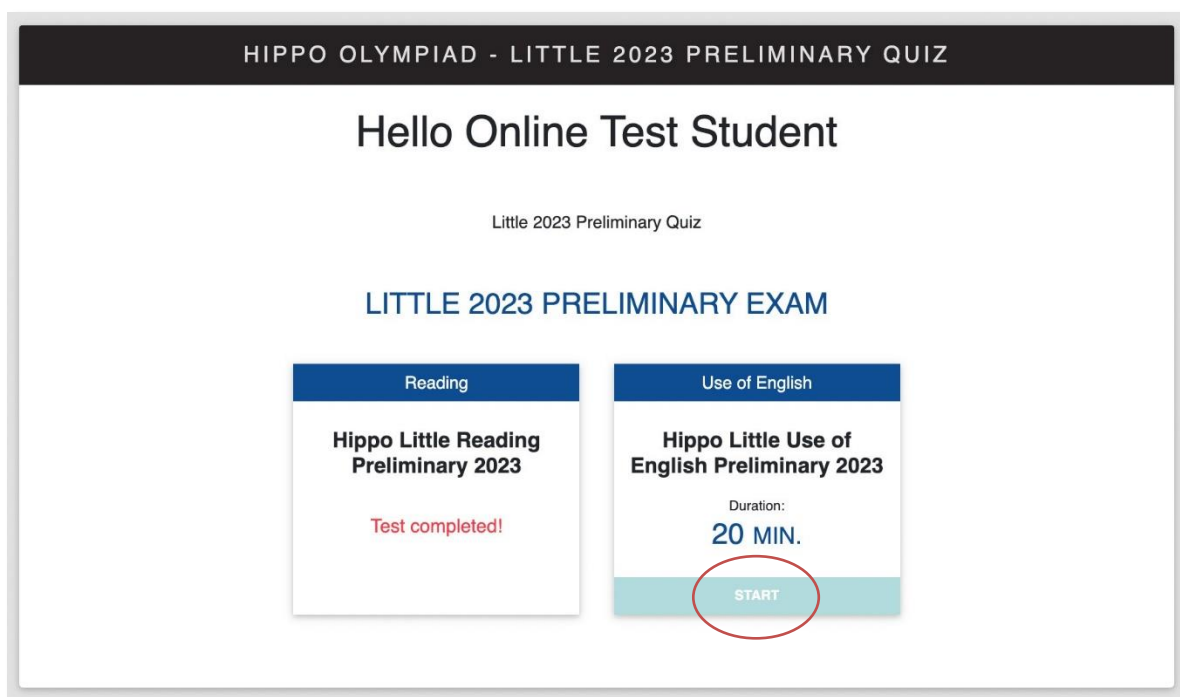 HIPPO OLYMPIAD - LITTLE 2023 PRELIMINARY QUIZ
Hello Online Test Student
Little 2023 Preliminary Quiz
LITTLE 2023 PRELIMINARY EXAM
Reading
Hippo Little Reading
Preliminary 2023
Test completed!
Use of English
Hippo Little Use of
English Preliminary 2023
Duration:
20 MIN.
START